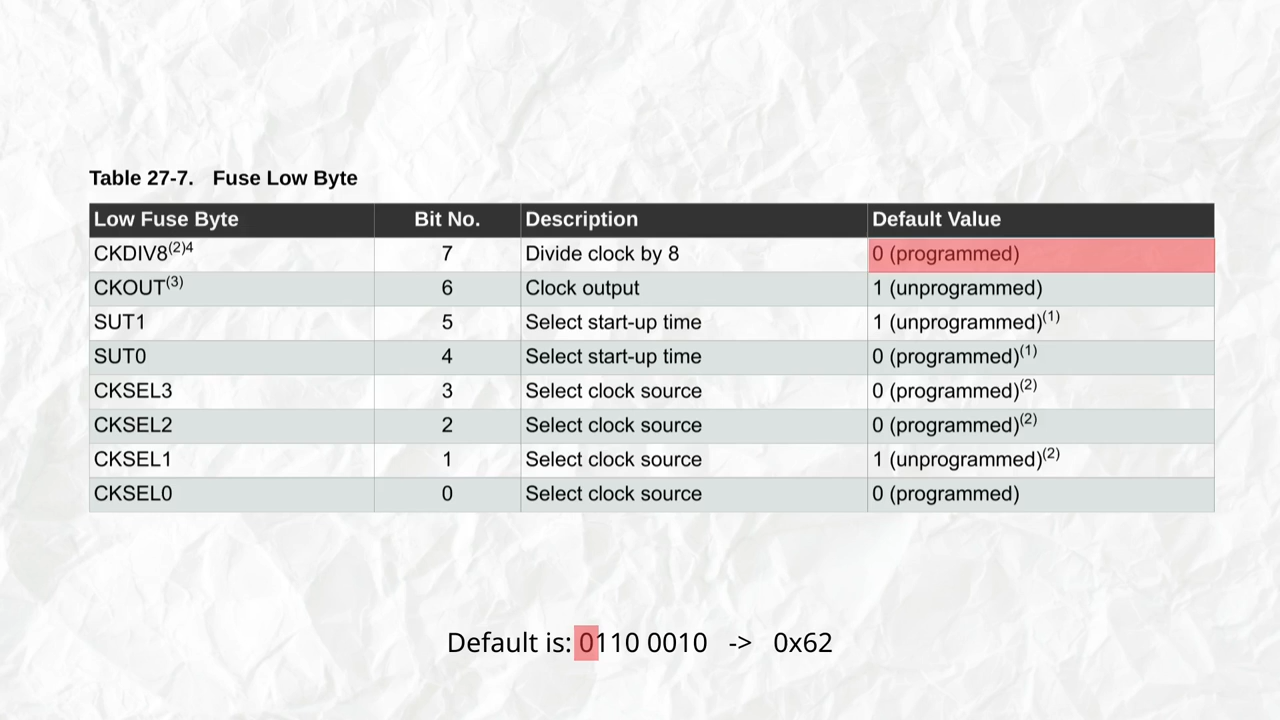 Table 27-7. Fuse Low Byte
Low Fuse Byte Bit No. Description Default Value
CKDIV8(2)4 7 Divide clock by 8 0 (programmed)
CKOUT(3) 6 Clock output 1 (unprogrammed)
SUT1 5 Select start-up time 1 (unprogrammed)(1)
SUT0 4 Select start-up time 0 (programmed)(1)
CKSEL3 3 Select clock source 0 (programmed)(2)
CKSEL2 2 Select clock source 0 (programmed)(2)
CKSEL1 1 Select clock source 1 (unprogrammed)(2)
CKSEL0 0 Select clock source 0 (programmed)
Default is: 0110 0010 -> 0x62